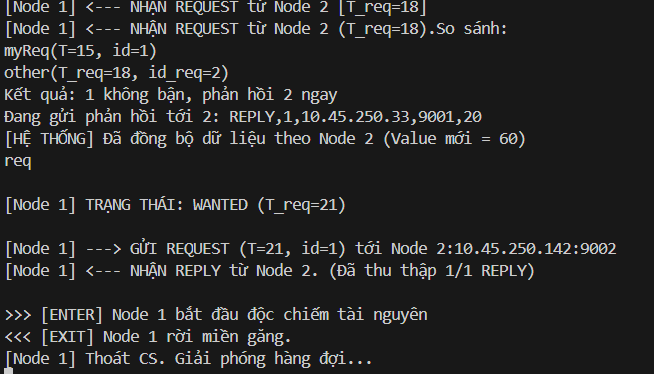 [Node 1] <--- NHẬN REQUEST từ Node 2 [T_req=18]
[Node 1] <--- NHẬN REQUEST từ Node 2 (T_req=18).So sánh:
myReq(T=15, id=1)
other(T_req=18, id_req=2)
Kết quả: 1 không bận, phản hồi 2 ngay
Đang gửi phản hồi tới 2: REPLY,1,10.45.250.33,9001,20
[HỆ THỐNG] Đã đồng bộ dữ liệu theo Node 2 (Value mới = 60)
req
[Node 1] TRẠNG THÁI: WANTED (T_req=21)
[Node 1] ---> GỬI REQUEST (T=21, id=1) tới Node 2:10.45.250.142:9002
[Node 1] <--- NHẬN REPLY từ Node 2. (Đã thu thập 1/1 REPLY)
>>> [ENTER] Node 1 bắt đầu độc chiếm tài nguyên
<<< [EXIT] Node 1 rời miền găng.
[Node 1] Thoát CS. Giải phóng hàng đợi...